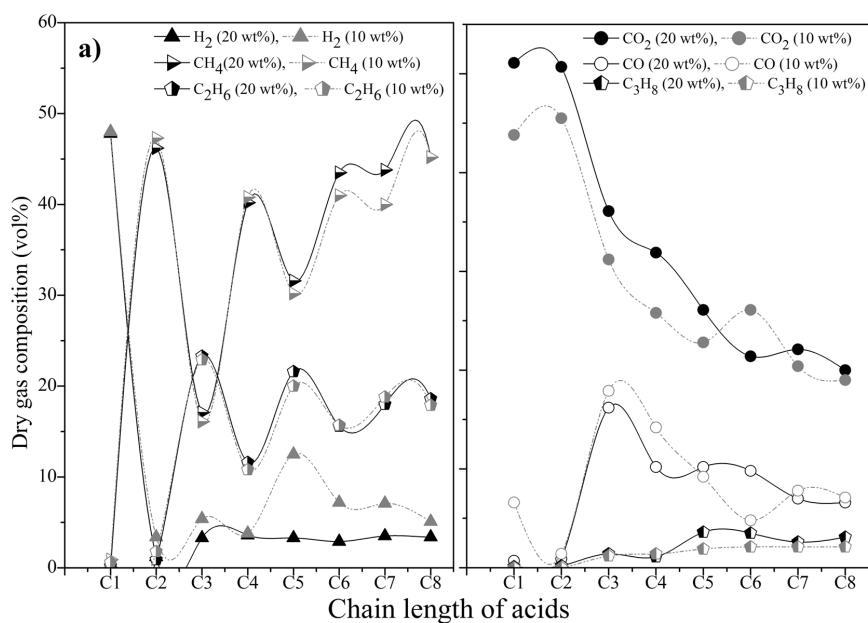 a)
H2 (20 wt%), H2 (10 wt%)
CH4(20 wt%), CH4 (10 wt%)
C2H6 (20 wt%), C2H6 (10 wt%)
CO2 (20 wt%), CO2 (10 wt%)
CO (20 wt%), CO (10 wt%)
C3H8 (20 wt%), C3H8 (10 wt%)
Dry gas composition (vol%)
60
50
40
30
20
10
0
C1 C2 C3 C4 C5 C6 C7 C8
C1 C2 C3 C4 C5 C6 C7 C8
Chain length of acids